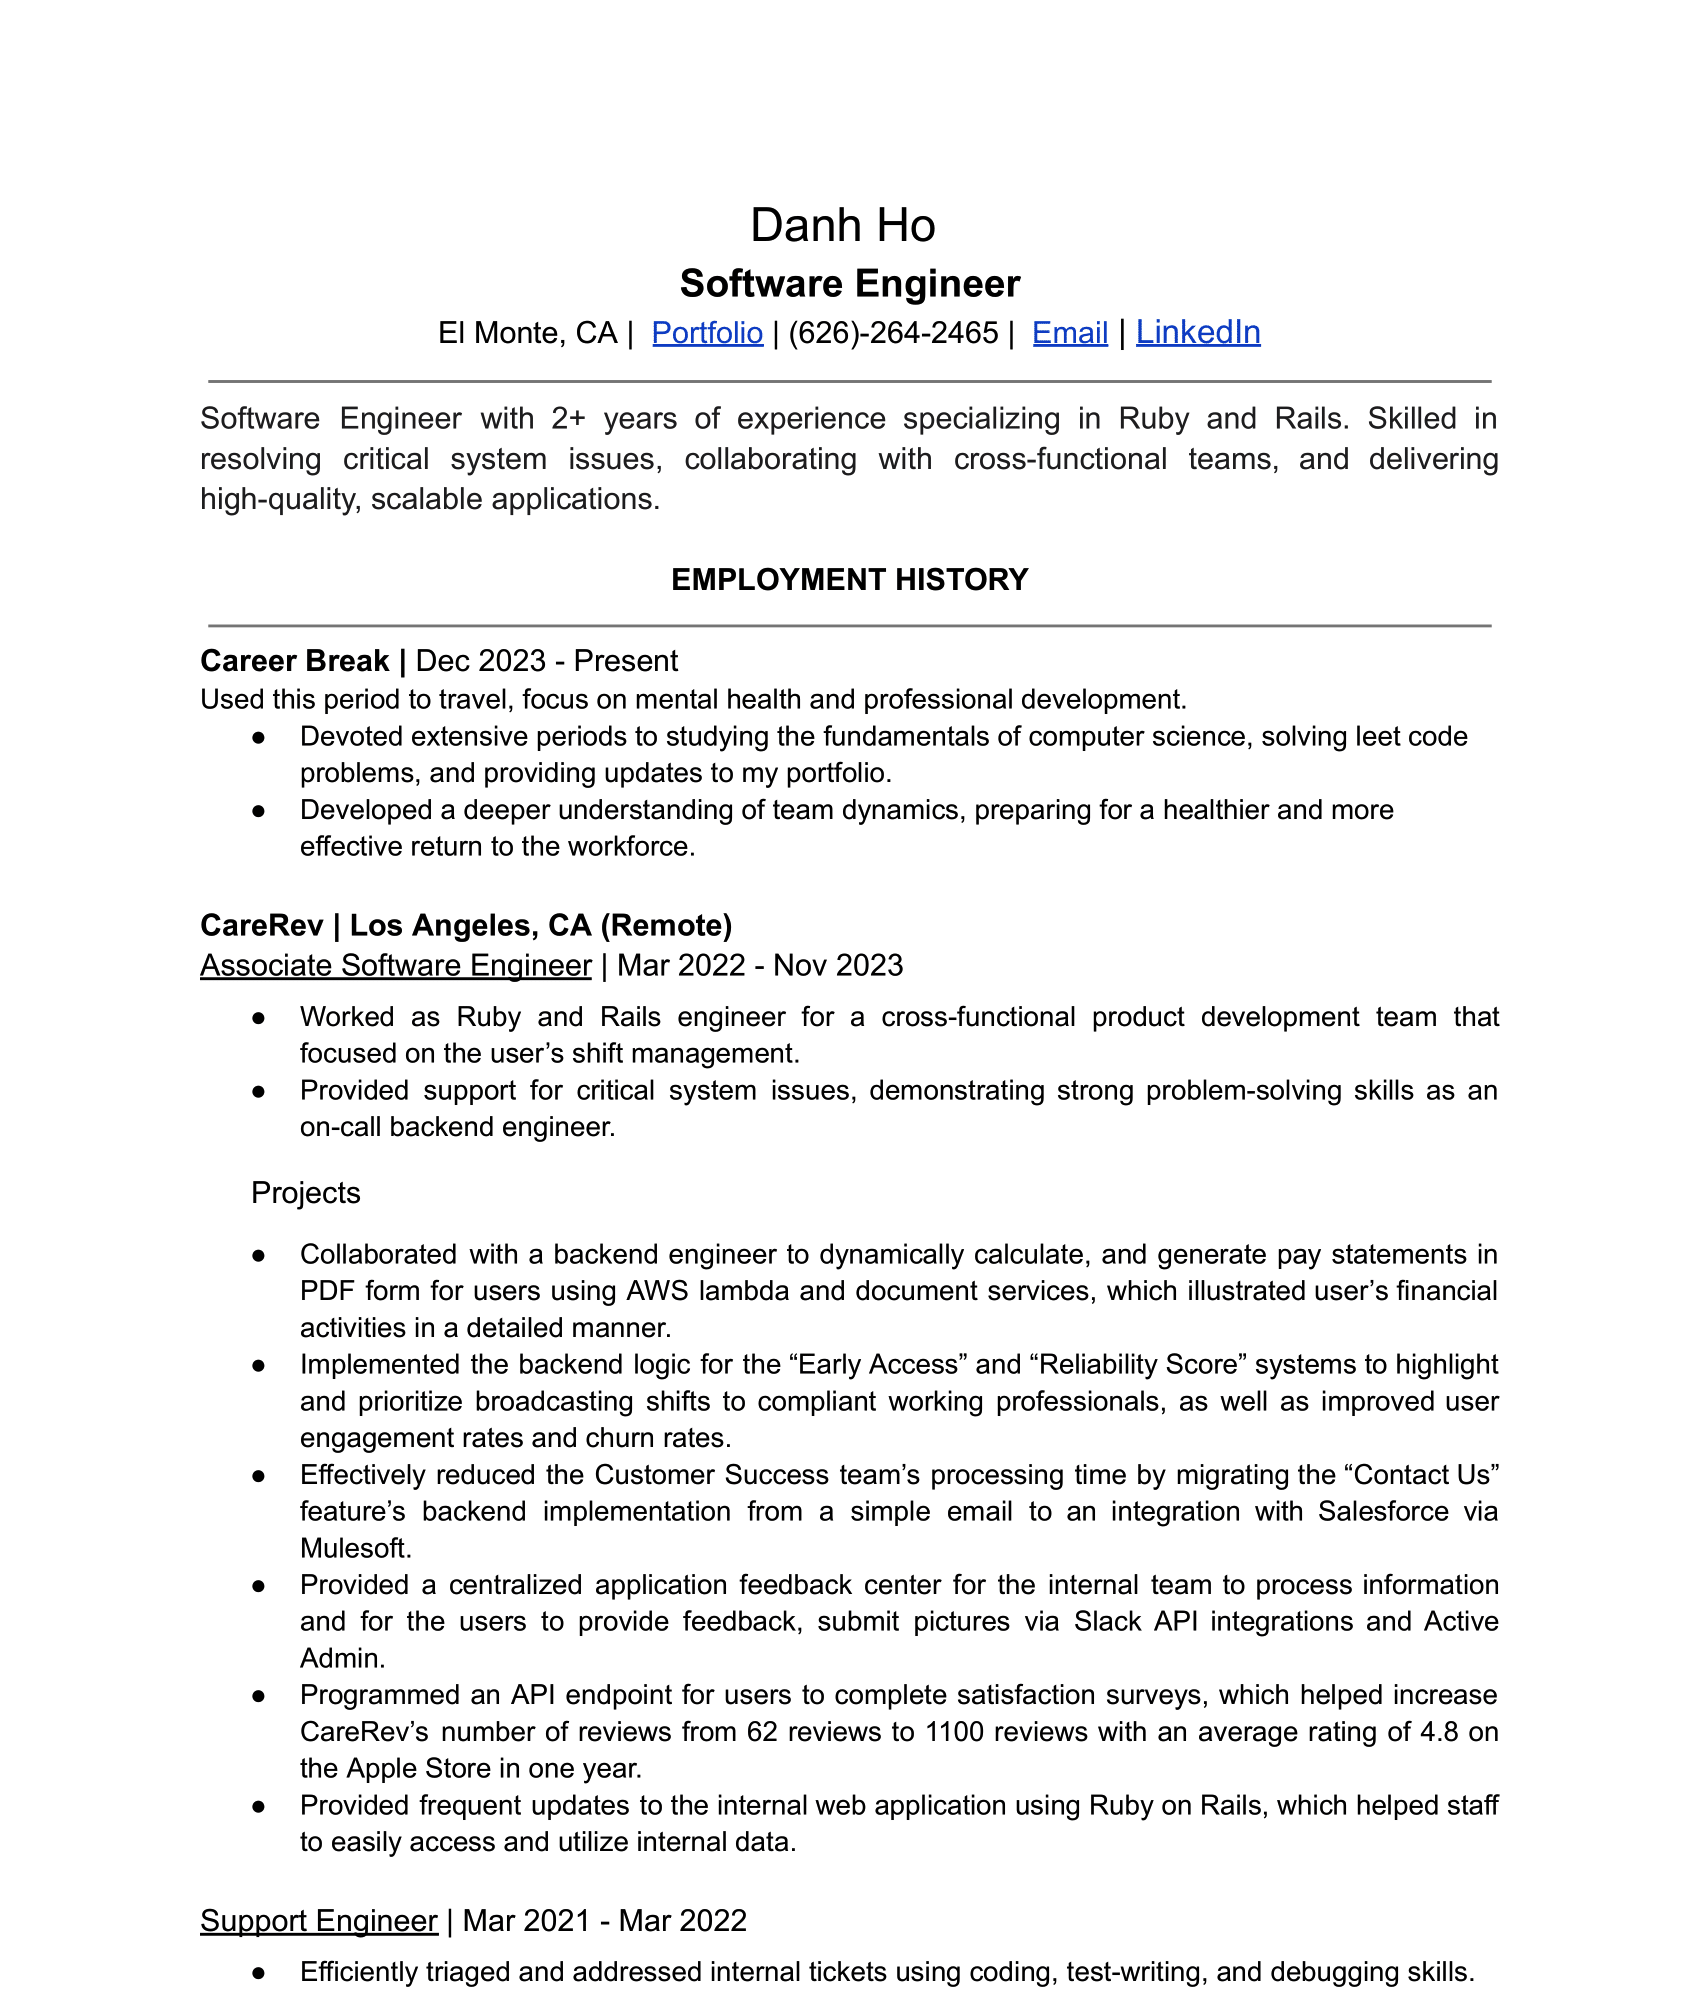 Danh Ho
Software Engineer
El Monte, CA | Portfolio | (626)-264-2465 | Email | LinkedIn
Software Engineer with 2+ years of experience specializing in Ruby and Rails. Skilled in
resolving critical system issues, collaborating with cross-functional teams, and delivering
high-quality, scalable applications.
EMPLOYMENT HISTORY
Career Break | Dec 2023 - Present
Used this period to travel, focus on mental health and professional development.
● Devoted extensive periods to studying the fundamentals of computer science, solving leet code
problems, and providing updates to my portfolio.
● Developed a deeper understanding of team dynamics, preparing for a healthier and more
effective return to the workforce.
CareRev | Los Angeles, CA (Remote)
Associate Software Engineer | Mar 2022 - Nov 2023
● Worked as Ruby and Rails engineer for a cross-functional product development team that
focused on the user’s shift management.
● Provided support for critical system issues, demonstrating strong problem-solving skills as an
on-call backend engineer.
Projects
● Collaborated with a backend engineer to dynamically calculate, and generate pay statements in
PDF form for users using AWS lambda and document services, which illustrated user’s financial
activities in a detailed manner.
● Implemented the backend logic for the “Early Access” and “Reliability Score” systems to highlight
and prioritize broadcasting shifts to compliant working professionals, as well as improved user
engagement rates and churn rates.
● Effectively reduced the Customer Success team’s processing time by migrating the “Contact Us”
feature’s backend implementation from a simple email to an integration with Salesforce via
Mulesoft.
● Provided a centralized application feedback center for the internal team to process information
and for the users to provide feedback, submit pictures via Slack API integrations and Active
Admin.
● Programmed an API endpoint for users to complete satisfaction surveys, which helped increase
CareRev’s number of reviews from 62 reviews to 1100 reviews with an average rating of 4.8 on
the Apple Store in one year.
● Provided frequent updates to the internal web application using Ruby on Rails, which helped staff
to easily access and utilize internal data.
Support Engineer | Mar 2021 - Mar 2022
● Efficiently triaged and addressed internal tickets using coding, test-writing, and debugging skills.